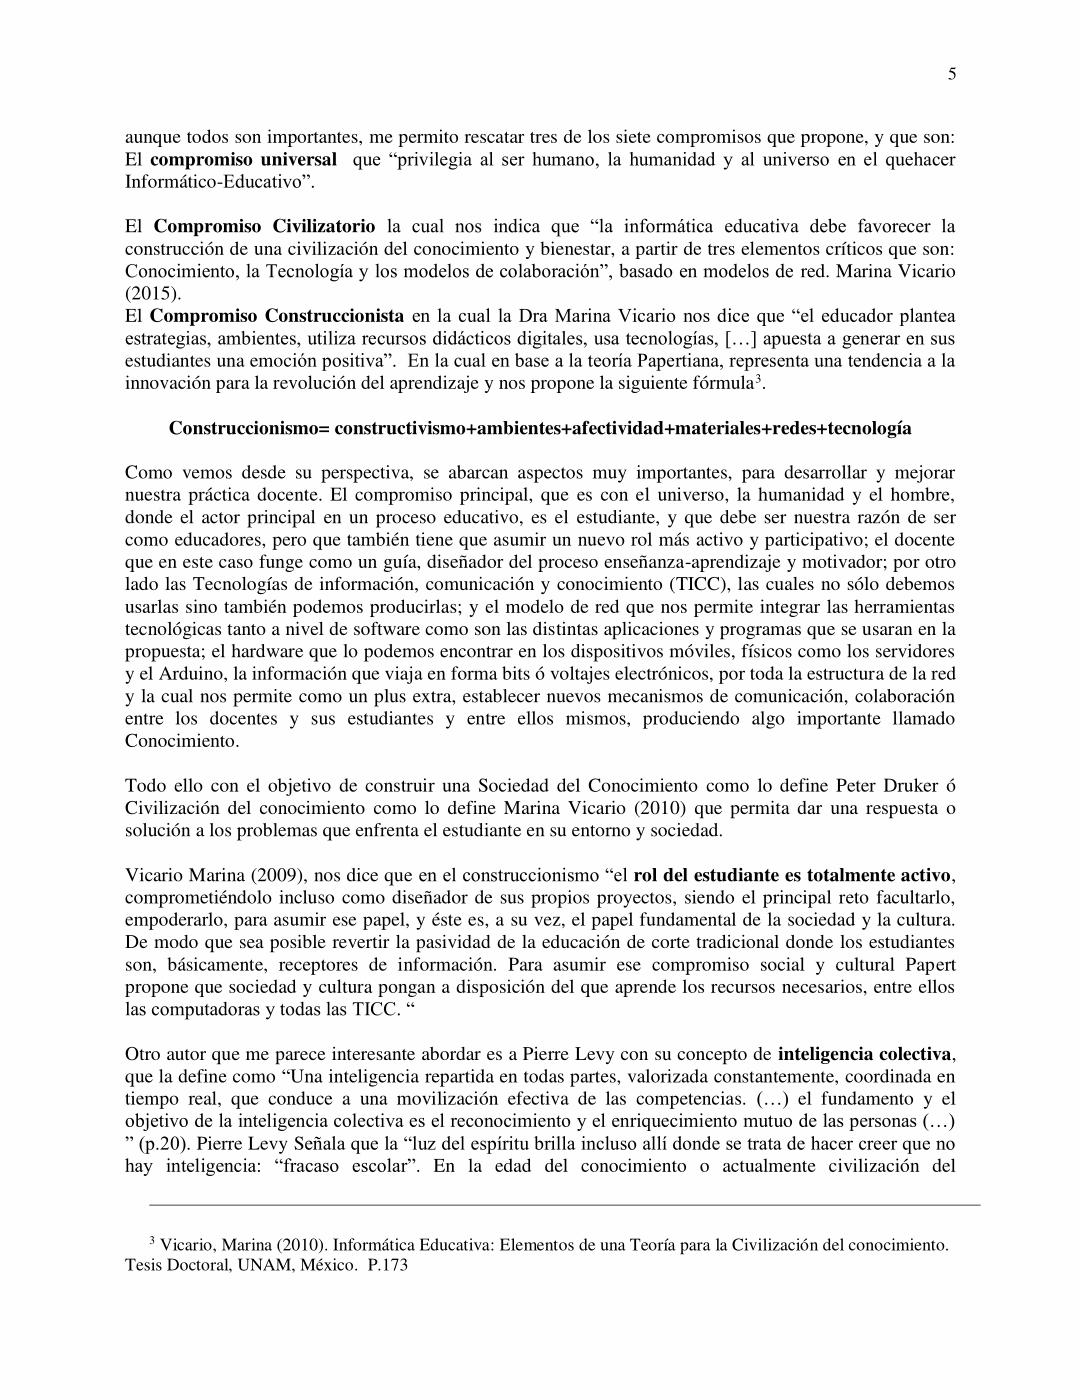 5
aunque todos son importantes, me permito rescatar tres de los siete compromisos que propone, y que son:
El compromiso universal que “privilegia al ser humano, la humanidad y al universo en el quehacer
Informático-Educativo”.
El Compromiso Civilizatorio la cual nos indica que “la informática educativa debe favorecer la
construcción de una civilización del conocimiento y bienestar, a partir de tres elementos críticos que son:
Conocimiento, la Tecnología y los modelos de colaboración”, basado en modelos de red. Marina Vicario
(2015).
El Compromiso Construccionista en la cual la Dra Marina Vicario nos dice que “el educador plantea
estrategias, ambientes, utiliza recursos didácticos digitales, usa tecnologías, […] apuesta a generar en sus
estudiantes una emoción positiva”. En la cual en base a la teoría Papertiana, representa una tendencia a la
innovación para la revolución del aprendizaje y nos propone la siguiente fórmula³.
Construccionismo= constructivismo+ambientes+afectividad+materiales+redes+tecnología
Como vemos desde su perspectiva, se abarcan aspectos muy importantes, para desarrollar y mejorar
nuestra práctica docente. El compromiso principal, que es con el universo, la humanidad y el hombre,
donde el actor principal en un proceso educativo, es el estudiante, y que debe ser nuestra razón de ser
como educadores, pero que también tiene que asumir un nuevo rol más activo y participativo; el docente
que en este caso funge como un guía, diseñador del proceso enseñanza-aprendizaje y motivador; por otro
lado las Tecnologías de información, comunicación y conocimiento (TICC), las cuales no sólo debemos
usarlas sino también podemos producirlas; y el modelo de red que nos permite integrar las herramientas
tecnológicas tanto a nivel de software como son las distintas aplicaciones y programas que se usaran en la
propuesta; el hardware que lo podemos encontrar en los dispositivos móviles, físicos como los servidores
y el Arduino, la información que viaja en forma bits ó voltajes electrónicos, por toda la estructura de la red
y la cual nos permite como un plus extra, establecer nuevos mecanismos de comunicación, colaboración
entre los docentes y sus estudiantes y entre ellos mismos, produciendo algo importante llamado
Conocimiento.
Todo ello con el objetivo de construir una Sociedad del Conocimiento como lo define Peter Druker ó
Civilización del conocimiento como lo define Marina Vicario (2010) que permita dar una respuesta o
solución a los problemas que enfrenta el estudiante en su entorno y sociedad.
Vicario Marina (2009), nos dice que en el construccionismo “el rol del estudiante es totalmente activo,
comprometiéndolo incluso como diseñador de sus propios proyectos, siendo el principal reto facultarlo,
empoderarlo, para asumir ese papel, y éste es, a su vez, el papel fundamental de la sociedad y la cultura.
De modo que sea posible revertir la pasividad de la educación de corte tradicional donde los estudiantes
son, básicamente, receptores de información. Para asumir ese compromiso social y cultural Papert
propone que sociedad y cultura pongan a disposición del que aprende los recursos necesarios, entre ellos
las computadoras y todas las TICC. “
Otro autor que me parece interesante abordar es a Pierre Levy con su concepto de inteligencia colectiva,
que la define como “Una inteligencia repartida en todas partes, valorizada constantemente, coordinada en
tiempo real, que conduce a una movilización efectiva de las competencias. (…) el fundamento y el
objetivo de la inteligencia colectiva es el reconocimiento y el enriquecimiento mutuo de las personas (…)
” (p.20). Pierre Levy Señala que la “luz del espíritu brilla incluso allí donde se trata de hacer creer que no
hay inteligencia: “fracaso escolar”. En la edad del conocimiento o actualmente civilización del
³ Vicario, Marina (2010). Informática Educativa: Elementos de una Teoría para la Civilización del conocimiento.
Tesis Doctoral, UNAM, México. P.173